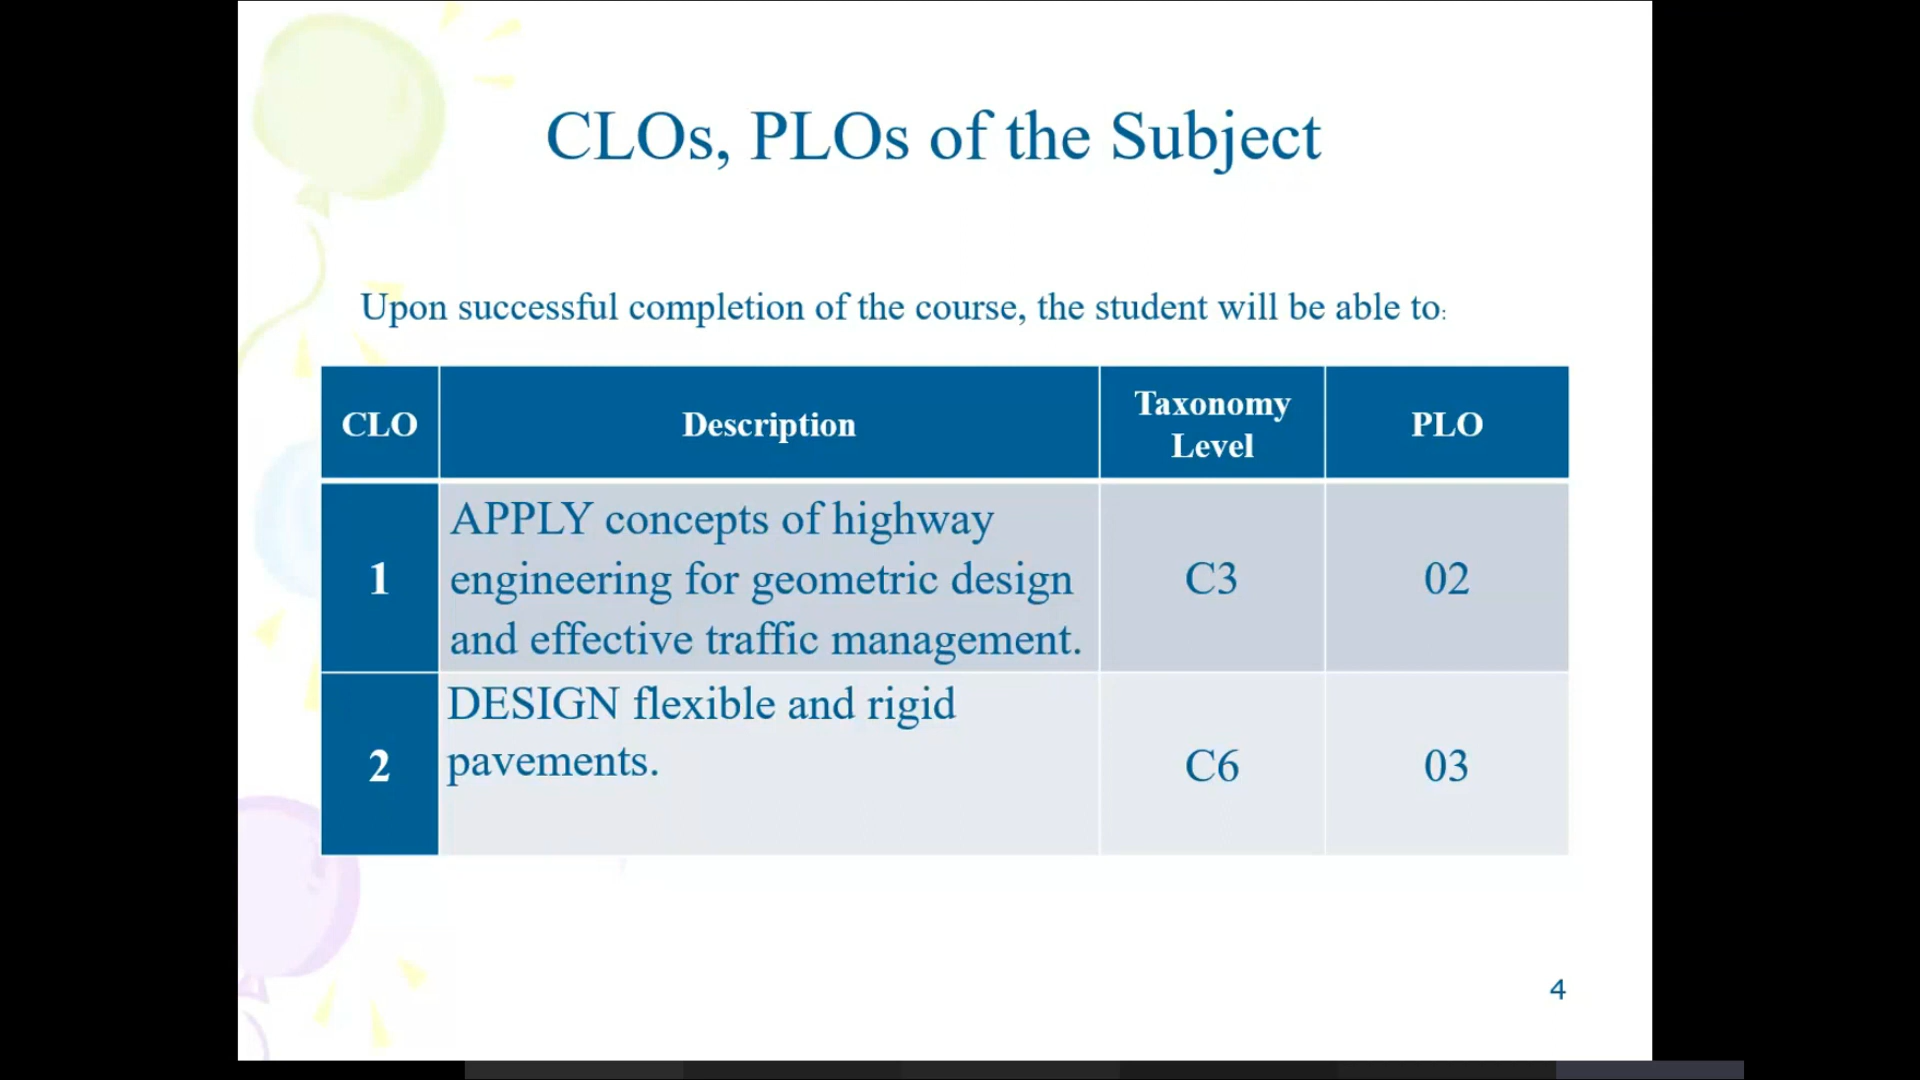 CLOs, PLOs of the Subject
Upon successful completion of the course, the student will be able to:
CLO Description Taxonomy Level PLO
1 APPLY concepts of highway
engineering for geometric design
and effective traffic management. C3 02
2 DESIGN flexible and rigid
pavements. C6 03
4